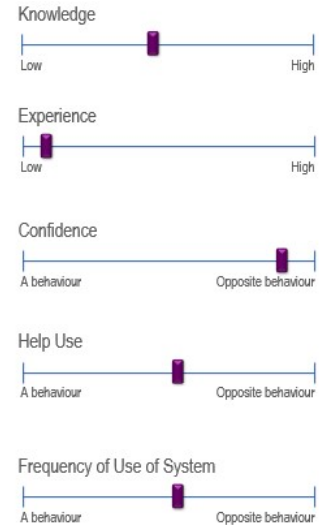 Knowledge
Low High
Experience
Low High
Confidence
A behaviour Opposite behaviour
Help Use
A behaviour Opposite behaviour
Frequency of Use of System
A behaviour Opposite behaviour